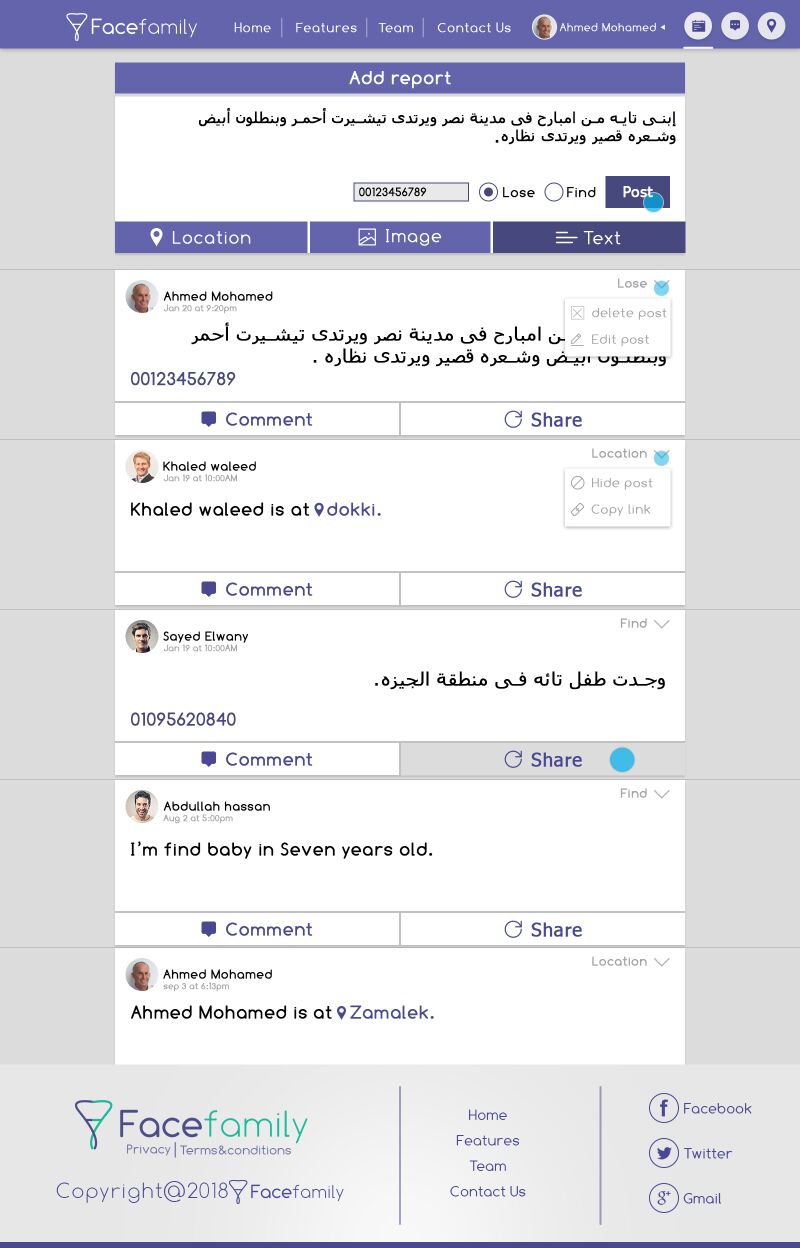 Facefamily
Home
Features
Team
Contact Us
Ahmed Mohamed
Add report
إبنـى تايـه مـن امبارح فى مدينة نصر ويرتدى تيشـيرت أحمـر وبنطلون أبيض
وشـعره قصير ويرتدى نظاره.
00123456789
Lose
Find
Post
Location
Image
Text
Ahmed Mohamed
Jan 20 at 9:20pm
Lose
delete post
Edit post
امبارح فى مدينة نصر ويرتدى تيشـيرت أحمر
وبنطلـون أبيـض وشـعره قصير ويرتدى نظاره .
00123456789
Comment
Share
Khaled waleed
Jan 19 at 10:00AM
Location
Hide post
Copy link
Khaled waleed is at dokki.
Comment
Share
Sayed Elwany
Jan 19 at 10:00AM
Find
وجـدت طفل تائه فـى منطقة الجيزه.
01095620840
Comment
Share
Abdullah hassan
Aug 2 at 5:00pm
Find
I'm find baby in Seven years old.
Comment
Share
Ahmed Mohamed
sep 3 at 6:13pm
Location
Ahmed Mohamed is at Zamalek.
Facefamily
Privacy | Terms&conditions
Copyright@2018 Facefamily
Home
Features
Team
Contact Us
Facebook
Twitter
g+ Gmail